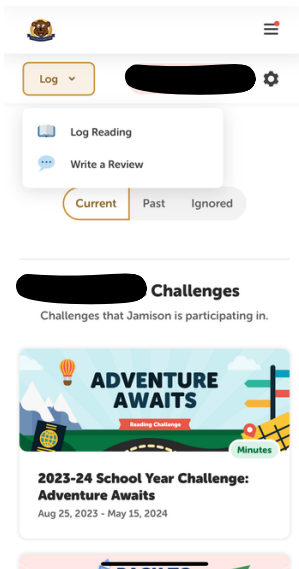 Log
Log Reading
Write a Review
Current Past Ignored
Challenges
Challenges that Jamison is participating in.
ADVENTURE
AWAITS
Reading Challenge
Minutes
2023-24 School Year Challenge:
Adventure Awaits
Aug 25, 2023 - May 15, 2024